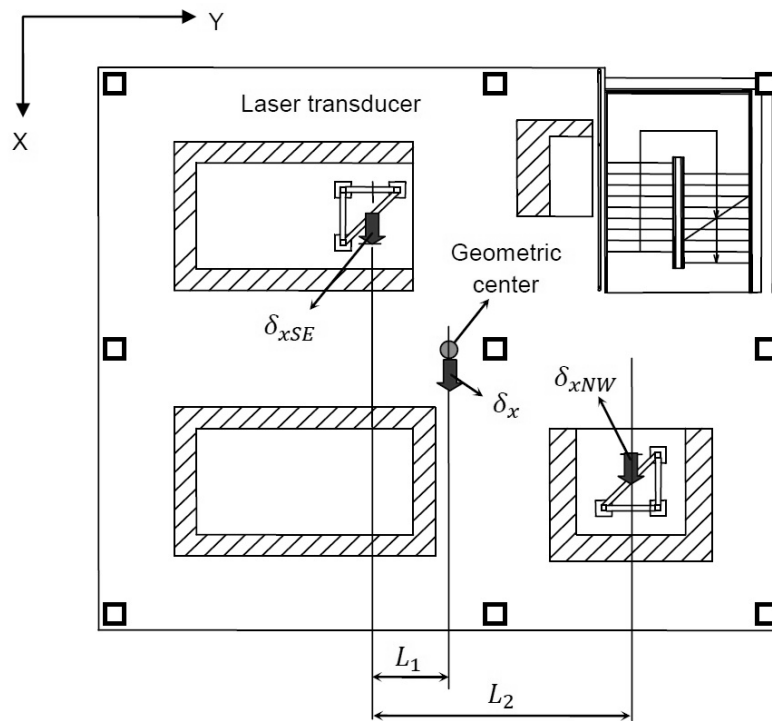 Y
X
Laser transducer
Geometric
center
δxSE
δxNW
δx
L1
L2